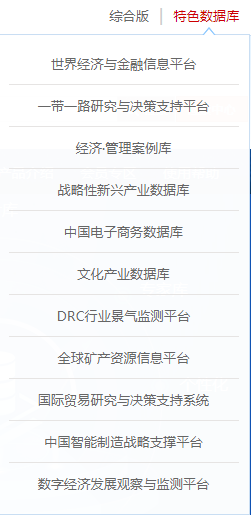 综合版 | 特色数据库
世界经济与金融信息平台
一带一路研究与决策支持平台
经济·管理案例库
战略性新兴产业数据库
中国电子商务数据库
文化产业数据库
DRC行业景气监测平台
全球矿产资源信息平台
国际贸易研究与决策支持系统
中国智能制造战略支撑平台
数字经济发展观察与监测平台